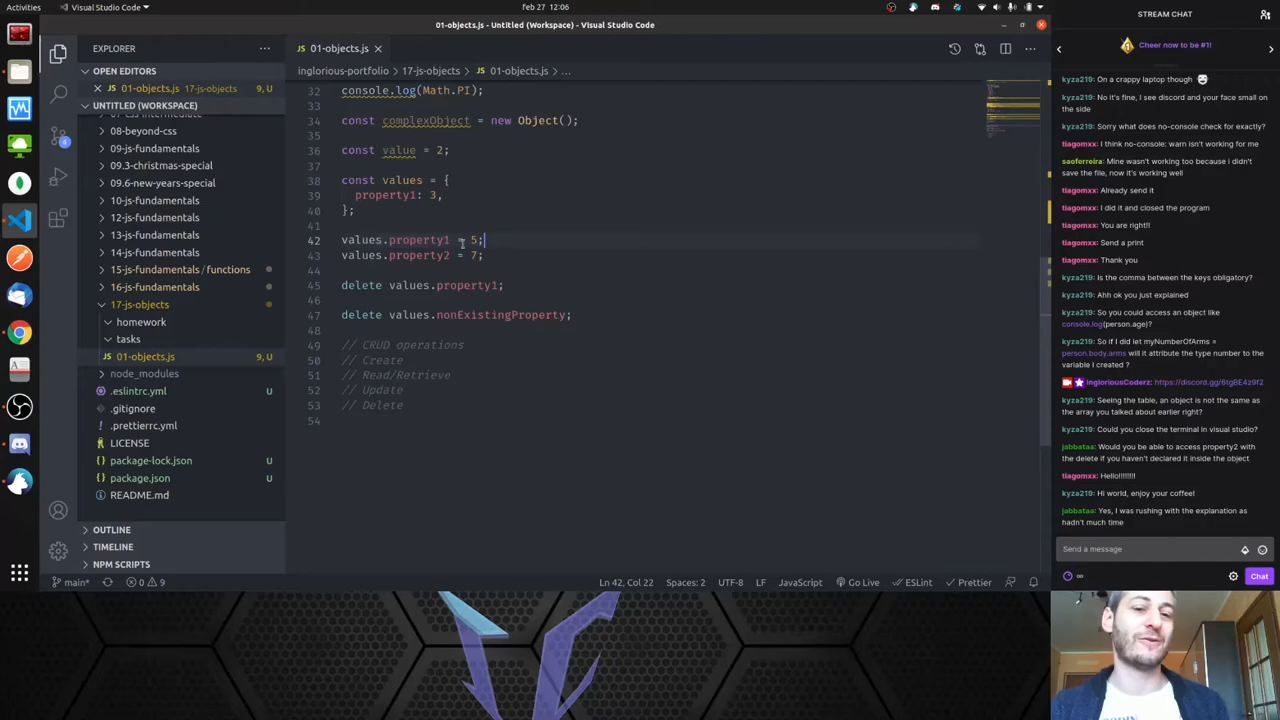 Activities
Visual Studio Code
feb 27 12:06
01-objects.js - Untitled (Workspace) - Visual Studio Code
EXPLORER
OPEN EDITORS
01-objects.js 17-js-objects 9, U
UNTITLED (WORKSPACE)
07-css-intermediate
08-beyond-css
09-js-fundamentals
09.3-christmas-special
09.6-new-years-special
10-js-fundamentals
12-js-fundamentals
13-js-fundamentals
14-js-fundamentals
15-js-fundamentals / functions
16-js-fundamentals
17-js-objects
homework
tasks
01-objects.js 9, U
node_modules
.eslintrc.yml U
.gitignore
.prettierrc.yml U
LICENSE
package-lock.json U
package.json U
README.md
OUTLINE
TIMELINE
NPM SCRIPTS
01-objects.js
inglorious-portfolio > 17-js-objects > JS 01-objects.js > ...
32 console.log(Math.PI);
33
34 const complexObject = new Object();
35
36 const value = 2;
37
38 const values = {
39 property1: 3,
40 };
41
42 values.property1 = 5;
43 values.property2 = 7;
44
45 delete values.property1;
46
47 delete values.nonExistingProperty;
48
49 // CRUD operations
50 // Create
51 // Read/Retrieve
52 // Update
53 // Delete
54
main* 0 9
Ln 42, Col 22 Spaces: 2 UTF-8 LF JavaScript Go Live ESLint Prettier
STREAM CHAT
Cheer now to be #1!
kyza219: On a crappy laptop though
kyza219: No it's fine, I see discord and your face small on
the side
kyza219: Sorry what does no-console check for exactly?
tiagomxx: I think no-console: warn isn't working for me
saoferreira: Mine wasn't working too because i didn't
save the file, now it's working well
tiagomxx: Already send it
tiagomxx: I did it and closed the program
tiagomxx: You are right!!
tiagomxx: Send a print
tiagomxx: Thank you
kyza219: Is the comma between the keys obligatory?
kyza219: Ahh ok you just explained
kyza219: So you could access an object like
console.log(person.age)?
kyza219: So if I did let myNumberOfArms =
person.body.arms will it attribute the type number to the
variable I created ?
IngloriousCoderz: https://discord.gg/6tgBE4z9f2
kyza219: Seeing the table, an object is not the same as
the array you talked about earlier right?
kyza219: Could you close the terminal in visual studio?
jabbataa: Would you be able to access property2 with
the delete if you haven't declared it inside the object
tiagomxx: Hello!!!!!!!!
kyza219: Hi world, enjoy your coffee!
jabbataa: Yes, I was rushing with the explanation as
hadn't much time
Send a message
∞
Chat